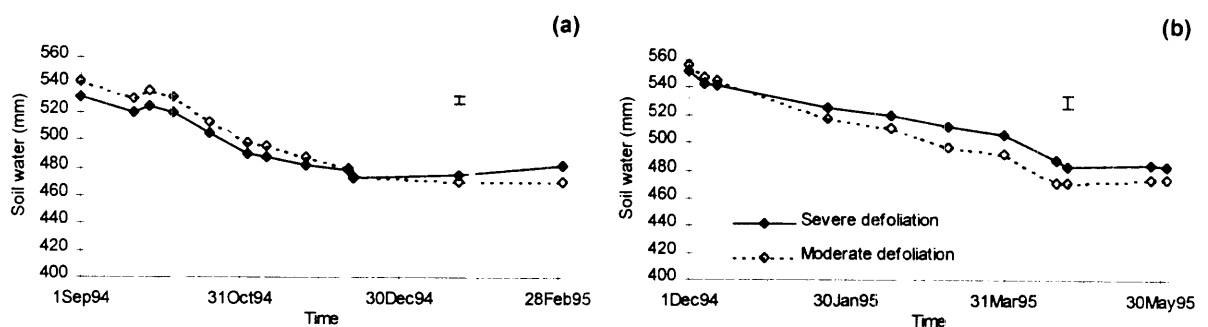 (a)
Soil water (mm)
560
540
520
500
480
460
440
420
400
1Sep94
31Oct94
30Dec94
28Feb95
Time
(b)
Soil water (mm)
560
540
520
500
480
460
440
420
400
Severe defoliation
Moderate defoliation
1Dec94
30Jan95
31Mar95
30May95
Time